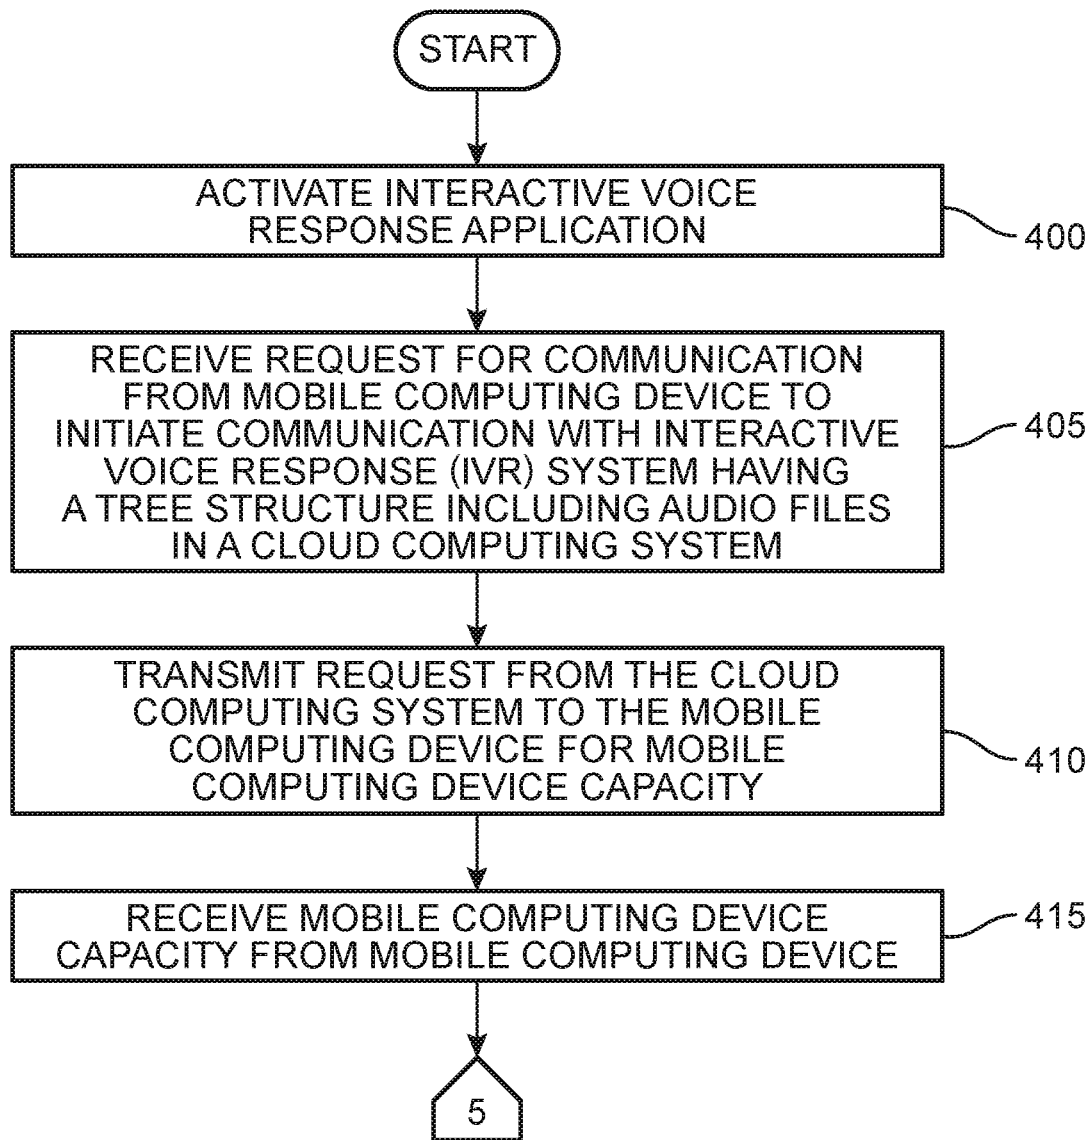 START
ACTIVATE INTERACTIVE VOICE
RESPONSE APPLICATION
400
RECEIVE REQUEST FOR COMMUNICATION
FROM MOBILE COMPUTING DEVICE TO
INITIATE COMMUNICATION WITH INTERACTIVE
VOICE RESPONSE (IVR) SYSTEM HAVING
A TREE STRUCTURE INCLUDING AUDIO FILES
IN A CLOUD COMPUTING SYSTEM
405
TRANSMIT REQUEST FROM THE CLOUD
COMPUTING SYSTEM TO THE MOBILE
COMPUTING DEVICE FOR MOBILE
COMPUTING DEVICE CAPACITY
410
RECEIVE MOBILE COMPUTING DEVICE
CAPACITY FROM MOBILE COMPUTING DEVICE
415
5